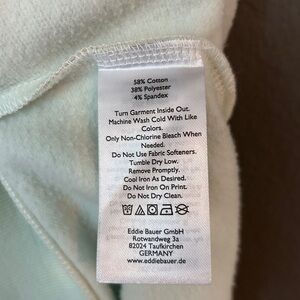 58% Cotton
38% Polyester
4% Spandex
Turn Garment Inside Out.
Machine Wash Cold With Like
Colors.
Only Non-Chlorine Bleach When
Needed.
Do Not Use Fabric Softeners.
Tumble Dry Low.
Remove Promptly.
Cool Iron As Desired.
Do Not Iron On Print.
Do Not Dry Clean.
Eddie Bauer GmbH
Rotwandweg 3a
82024 Taufkirchen
GERMANY
www.eddiebauer.de